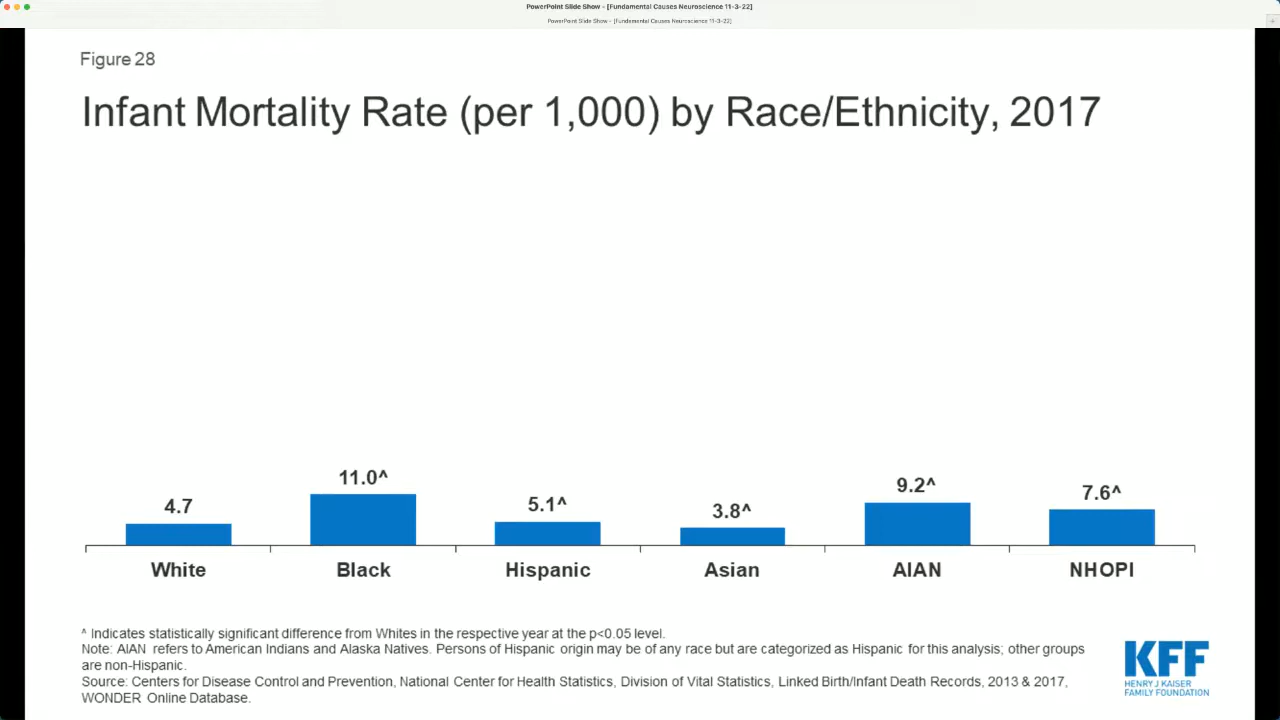 PowerPoint Slide Show - [Fundamental Causes Neuroscience 11-3-22]
PowerPoint Slide Show - [Fundamental Causes Neuroscience 11-3-22]
Figure 28
Infant Mortality Rate (per 1,000) by Race/Ethnicity, 2017
4.7 11.0^ 5.1^ 3.8^ 9.2^ 7.6^
White Black Hispanic Asian AIAN NHOPI
^ Indicates statistically significant difference from Whites in the respective year at the p<0.05 level.
Note: AIAN refers to American Indians and Alaska Natives. Persons of Hispanic origin may be of any race but are categorized as Hispanic for this analysis; other groups
are non-Hispanic.
Source: Centers for Disease Control and Prevention, National Center for Health Statistics, Division of Vital Statistics, Linked Birth/Infant Death Records, 2013 & 2017,
WONDER Online Database.
KFF
HENRY J KAISER
FAMILY FOUNDATION